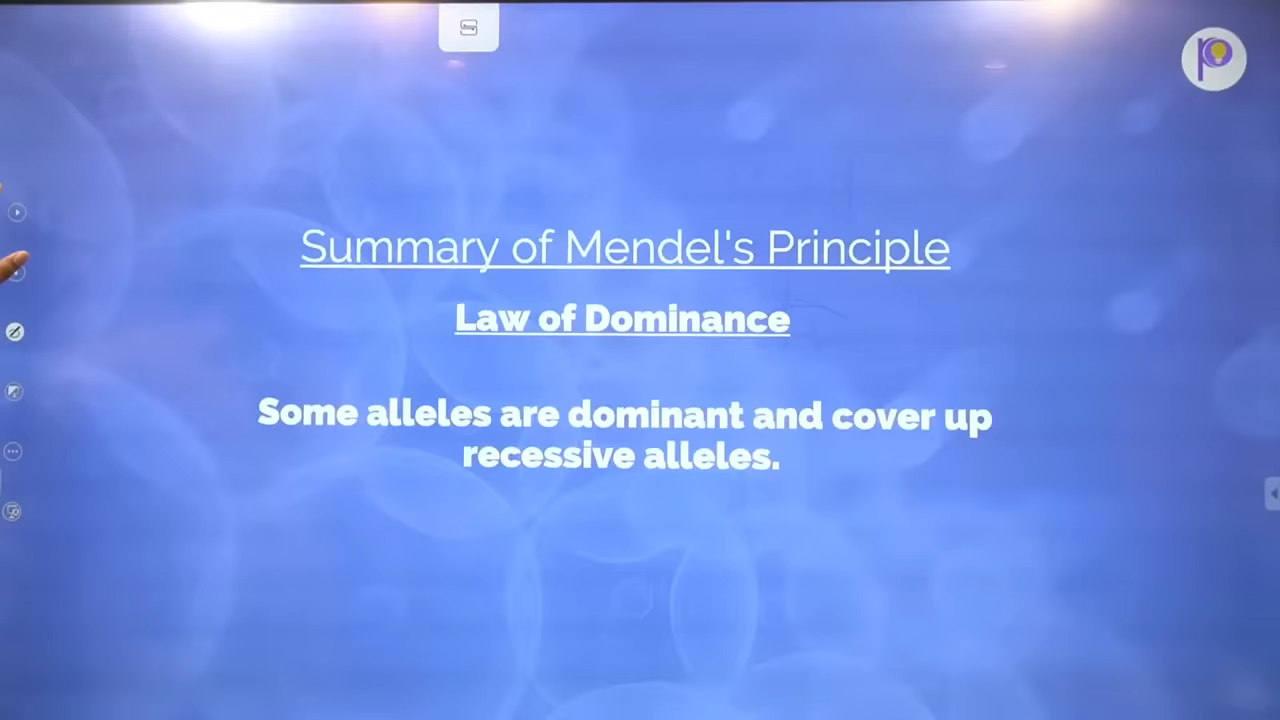 Summary of Mendel's Principle
Law of Dominance
Some alleles are dominant and cover up
recessive alleles.